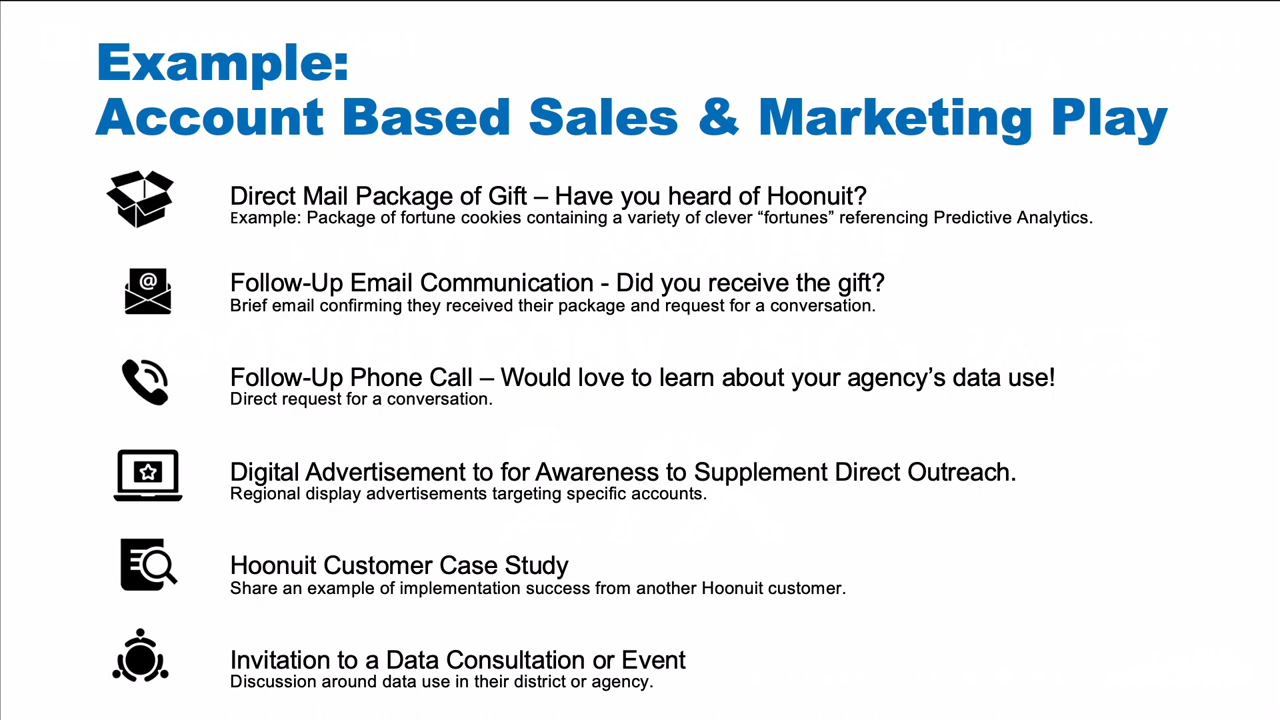 Example:
Account Based Sales & Marketing Play
Direct Mail Package of Gift – Have you heard of Hoonuit?
Example: Package of fortune cookies containing a variety of clever “fortunes” referencing Predictive Analytics.
@
Follow-Up Email Communication - Did you receive the gift?
Brief email confirming they received their package and request for a conversation.
Follow-Up Phone Call – Would love to learn about your agency’s data use!
Direct request for a conversation.
Digital Advertisement to for Awareness to Supplement Direct Outreach.
Regional display advertisements targeting specific accounts.
Hoonuit Customer Case Study
Share an example of implementation success from another Hoonuit customer.
Invitation to a Data Consultation or Event
Discussion around data use in their district or agency.